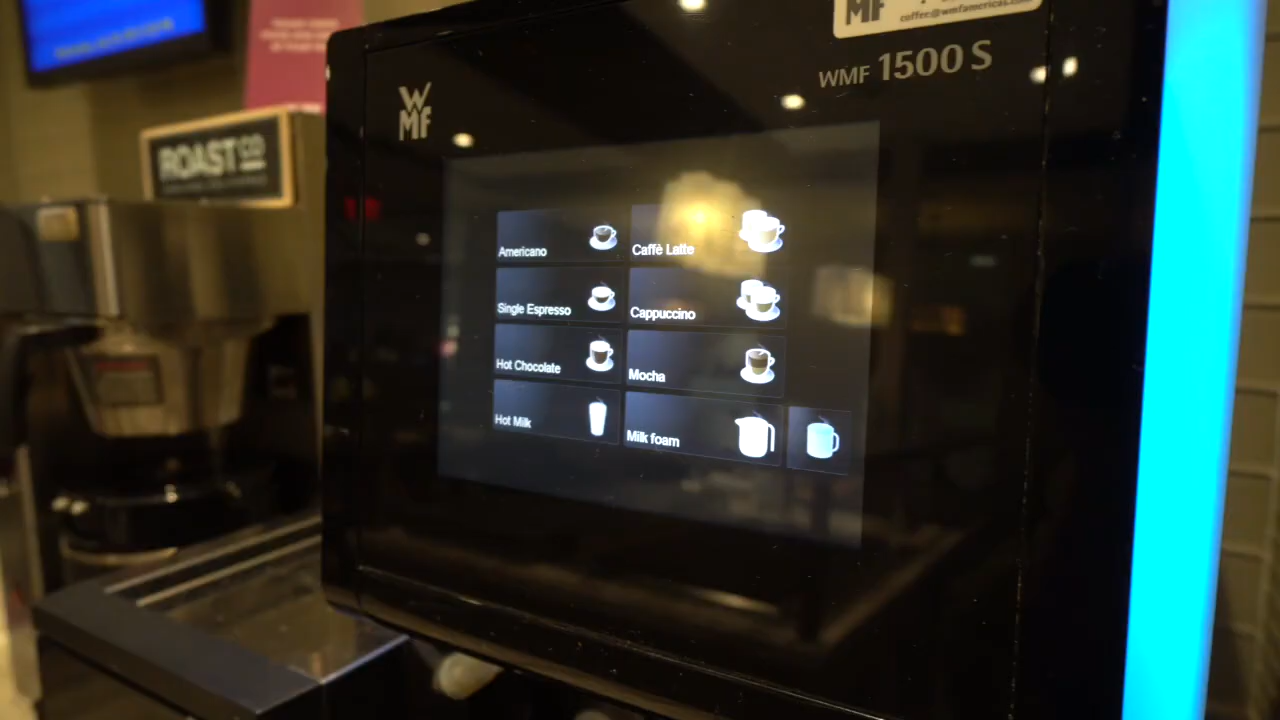 WMF
coffee@wmfamericas.com
WMF 1500 S
WMF
ROAST CO
Americano
Caffè Latte
Single Espresso
Cappuccino
Hot Chocolate
Mocha
Hot Milk
Milk foam